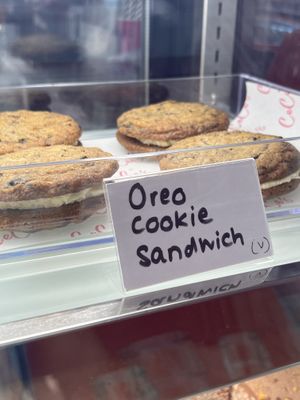 Oreo
Cookie
Sandwich
(V)